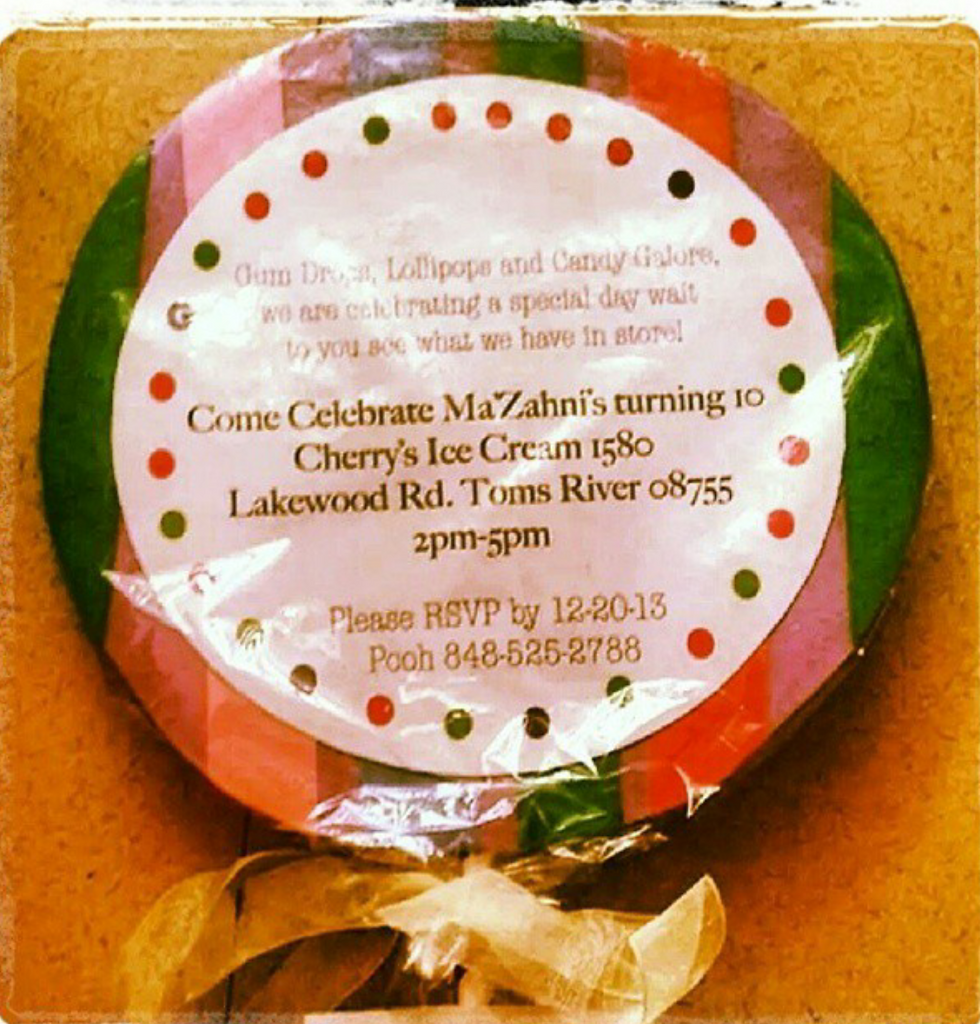 Gum Drops, Lollipops and Candy Galore,
we are celebrating a special day wait
to you see what we have in store!
Come Celebrate Ma'Zahni's turning 10
Cherry's Ice Cream 1580
Lakewood Rd. Toms River 08755
2pm-5pm
Please RSVP by 12-20-13
Pooh 848-525-2788